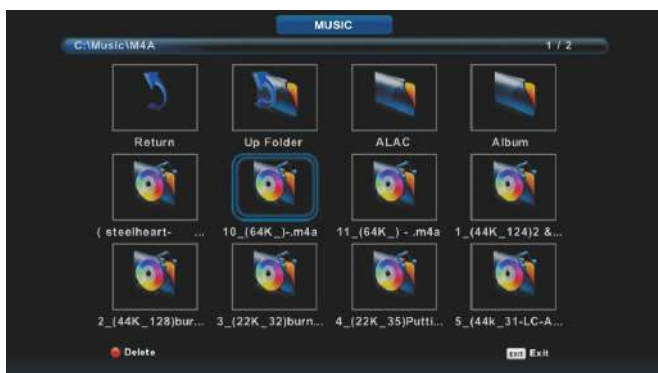 MUSIC
C:\Music\M4A 1 / 2
Return Up Folder ALAC Album
( steelheart- ... 10_(64K_)-.m4a 11_(64K_) - .m4a 1_(44K_124)2 &...
2_(44K_128)bur... 3_(22K_32)burn... 4_(22K_35)Putti... 5_(44k_31-LC-A...
Delete EXIT Exit